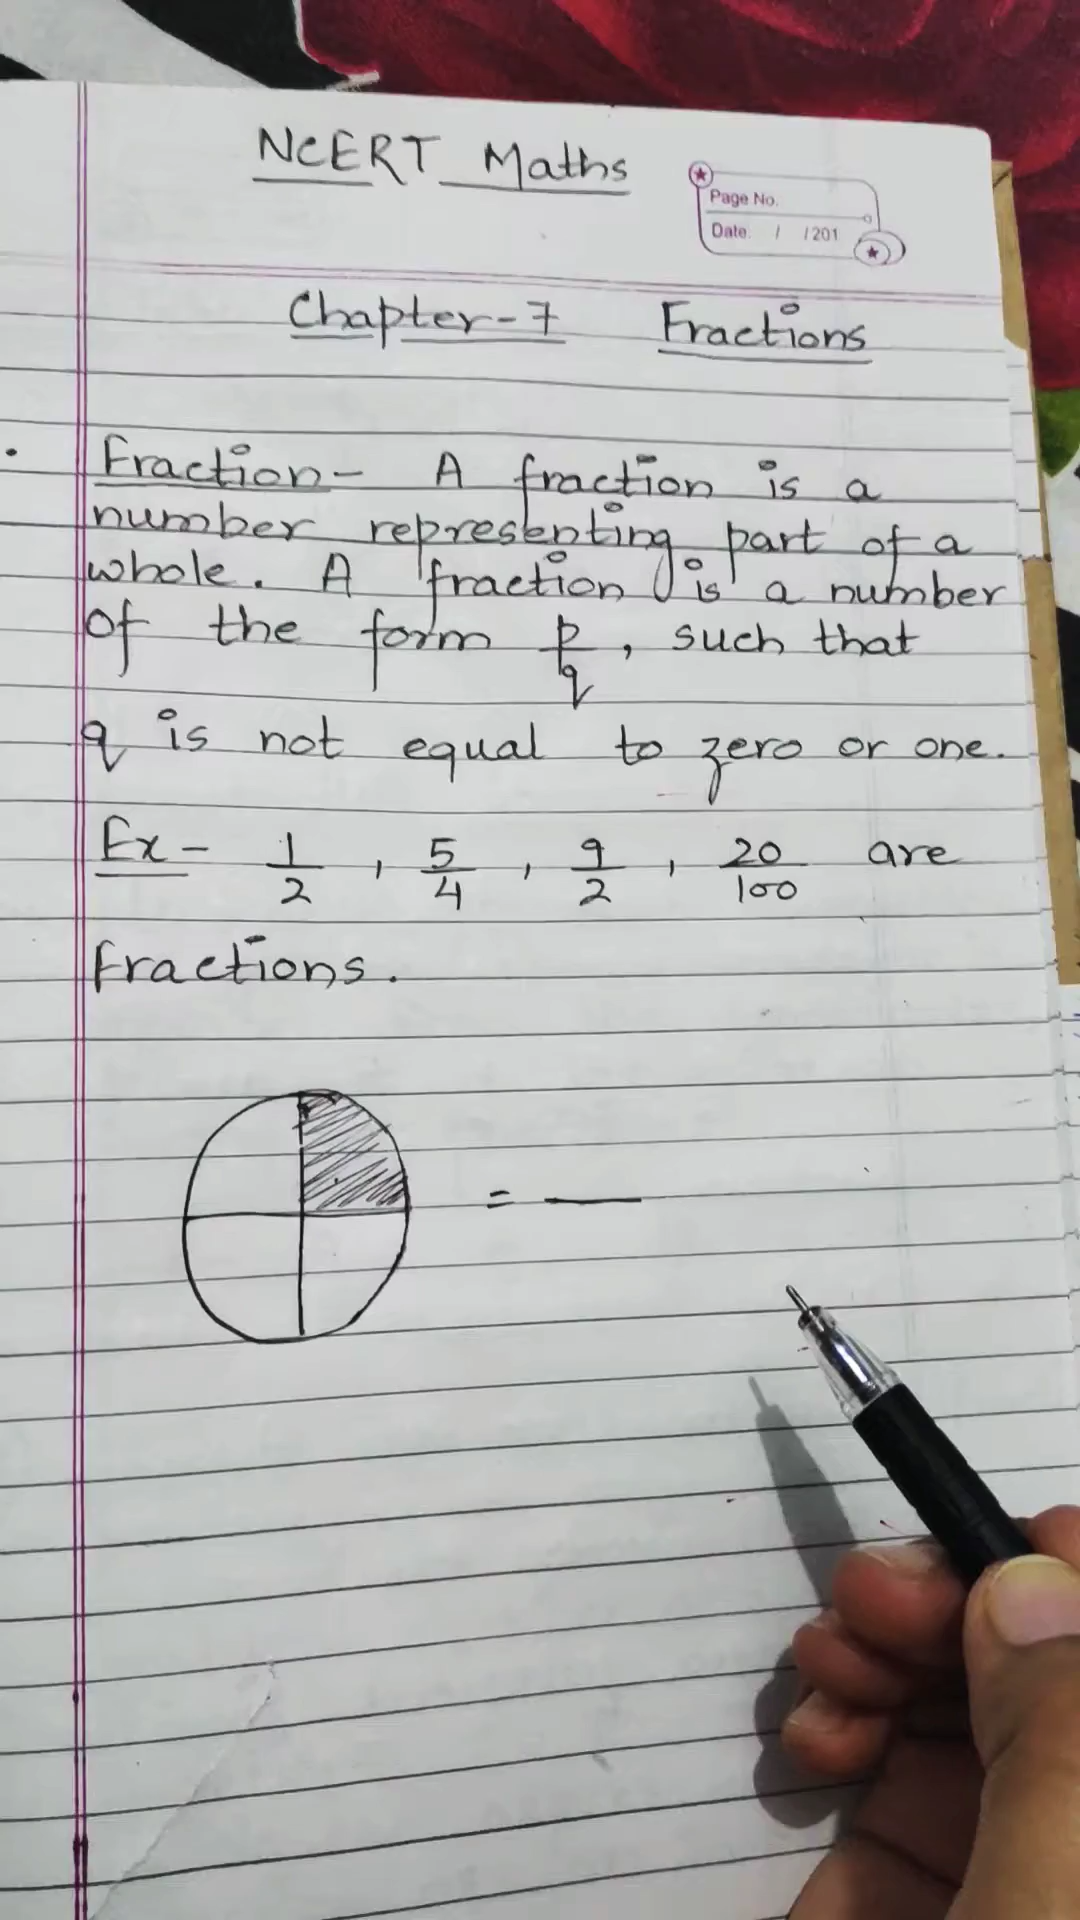 NCERT Maths
Page No.
Date: / /201
Chapter-7 Fractions
Fraction- A fraction is a
number representing part of a
whole. A fraction is a number
of the form p/q, such that
q is not equal to zero or one.
Ex- 1/2, 5/4, 9/2, 20/100 are
fractions.
= —